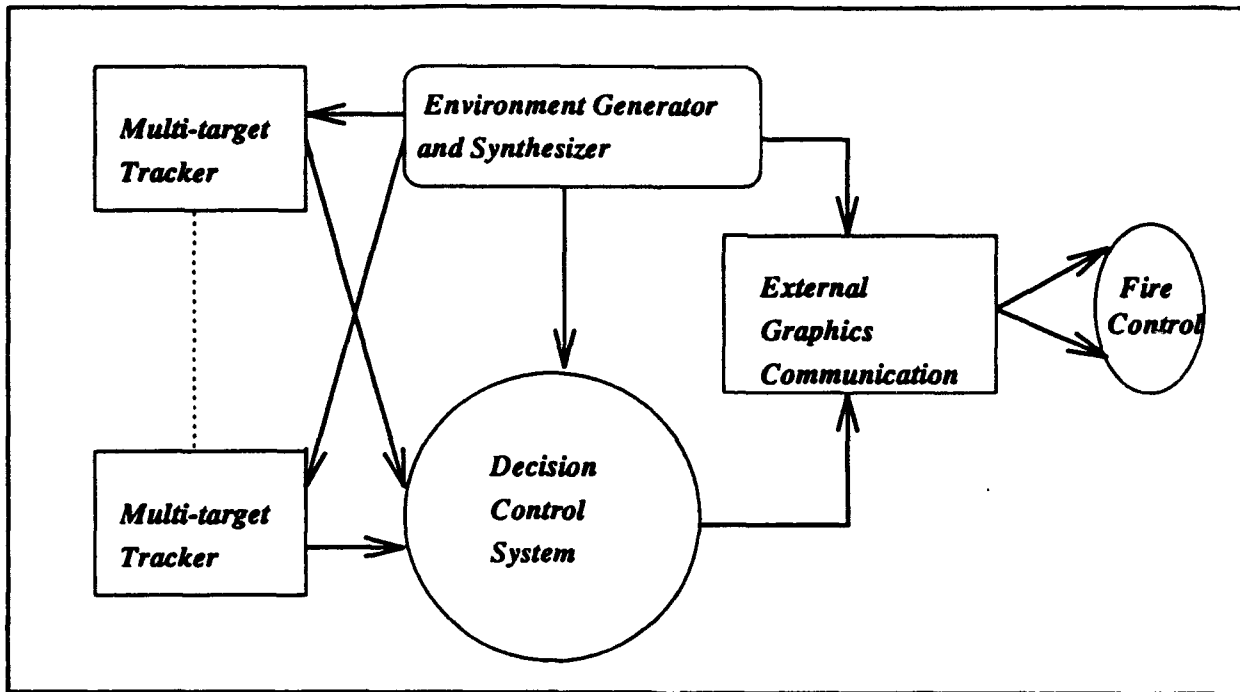 Multi-target
Tracker
Environment Generator
and Synthesizer
External
Graphics
Communication
Fire
Control
Multi-target
Tracker
Decision
Control
System